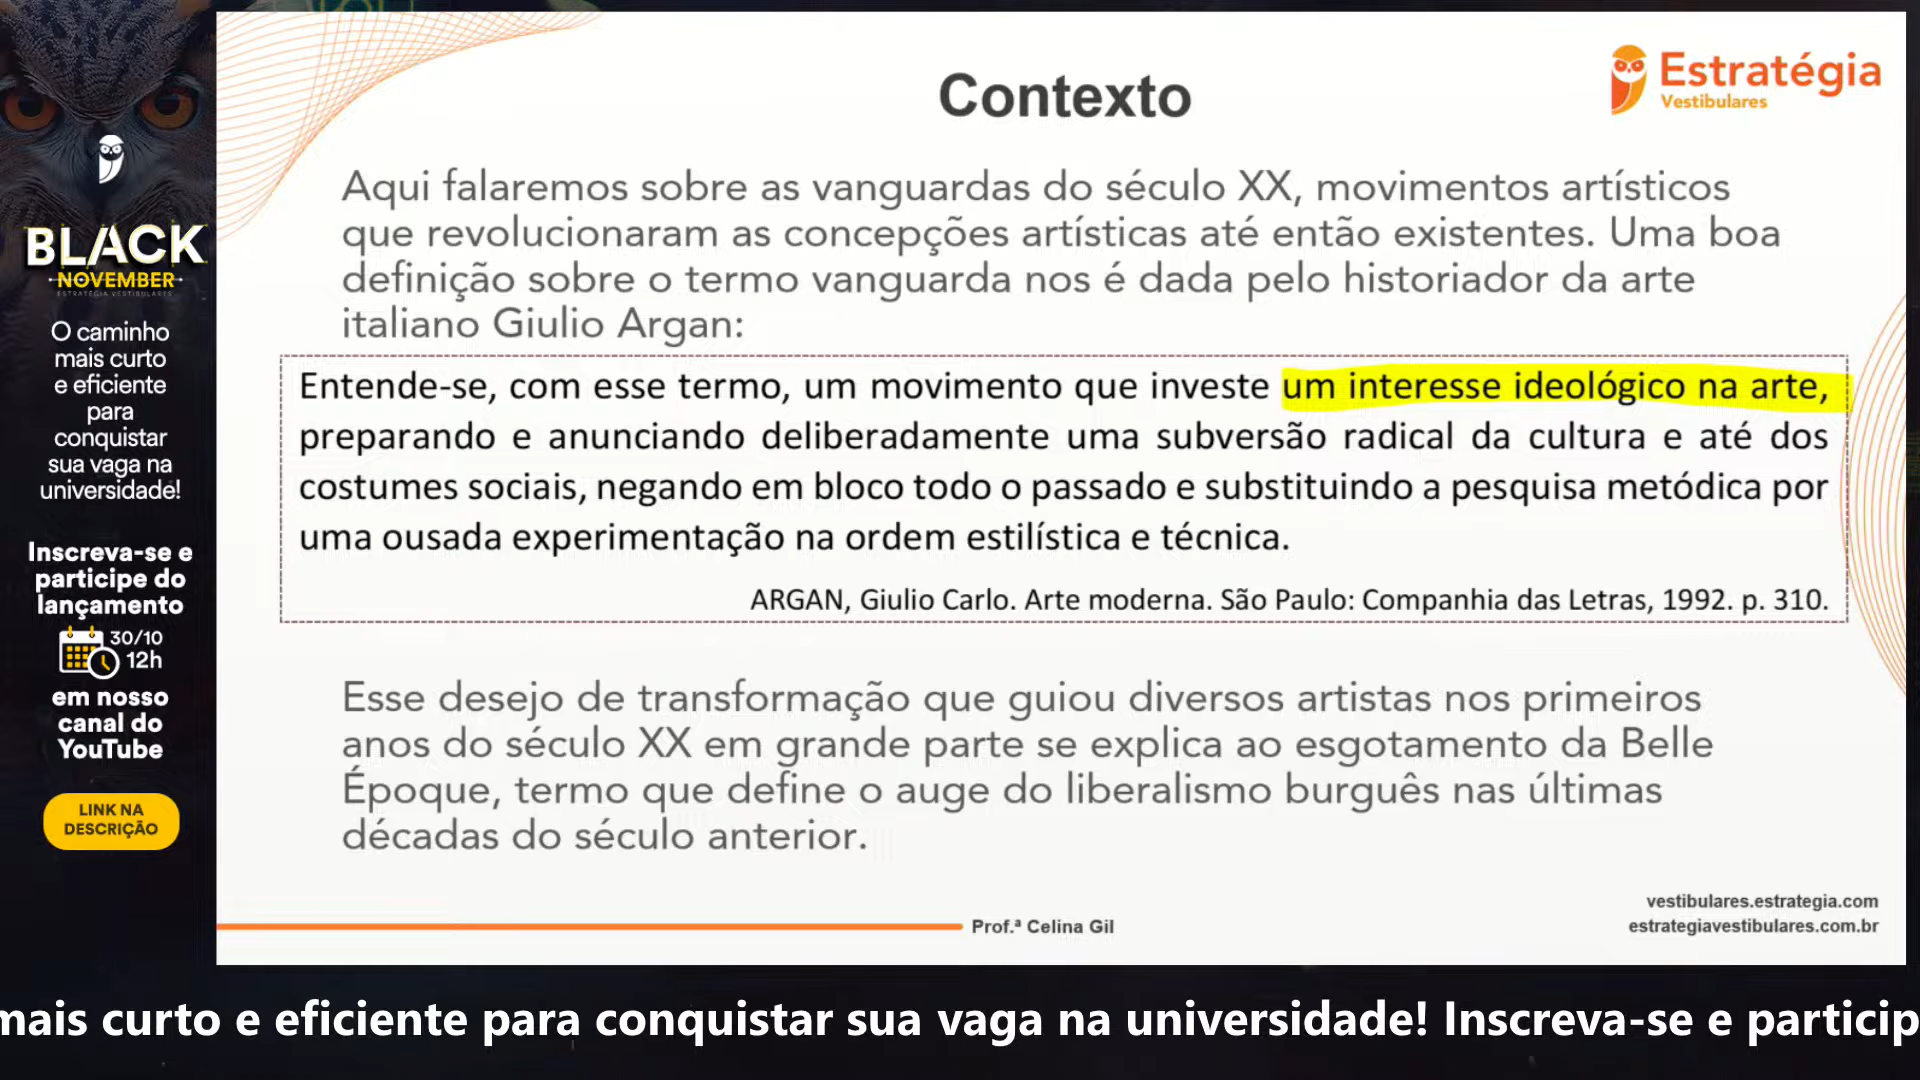 BLACK
NOVEMBER
ESTRATÉGIA VESTIBULARES
O caminho
mais curto
e eficiente
para
conquistar
sua vaga na
universidade!
Inscreva-se e
participe do
lançamento
30/10
12h
em nosso
canal do
YouTube
LINK NA
DESCRIÇÃO
Contexto
Estratégia
Vestibulares
Aqui falaremos sobre as vanguardas do século XX, movimentos artísticos
que revolucionaram as concepções artísticas até então existentes. Uma boa
definição sobre o termo vanguarda nos é dada pelo historiador da arte
italiano Giulio Argan:
Entende-se, com esse termo, um movimento que investe um interesse ideológico na arte,
preparando e anunciando deliberadamente uma subversão radical da cultura e até dos
costumes sociais, negando em bloco todo o passado e substituindo a pesquisa metódica por
uma ousada experimentação na ordem estilística e técnica.
ARGAN, Giulio Carlo. Arte moderna. São Paulo: Companhia das Letras, 1992. p. 310.
Esse desejo de transformação que guiou diversos artistas nos primeiros
anos do século XX em grande parte se explica ao esgotamento da Belle
Époque, termo que define o auge do liberalismo burguês nas últimas
décadas do século anterior.
Prof.ª Celina Gil
vestibulares.estrategia.com
estrategiavestibulares.com.br
mais curto e eficiente para conquistar sua vaga na universidade! Inscreva-se e particip